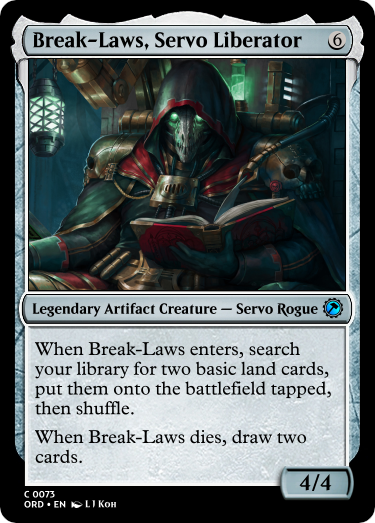 Break-Laws, Servo Liberator 6
Legendary Artifact Creature — Servo Rogue
When Break-Laws enters, search
your library for two basic land cards,
put them onto the battlefield tapped,
then shuffle.
When Break-Laws dies, draw two
cards.
4/4
C 0073
ORD • EN LJ Koh